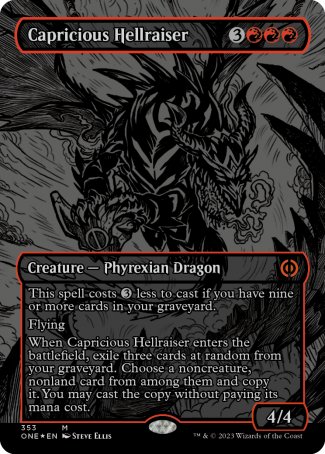 Capricious Hellraiser 3
Creature — Phyrexian Dragon
This spell costs 3 less to cast if you have nine
or more cards in your graveyard.
Flying
When Capricious Hellraiser enters the
battlefield, exile three cards at random from
your graveyard. Choose a noncreature,
nonland card from among them and copy
it. You may cast the copy without paying its
mana cost.
4/4
353 M
ONE★EN Steve Ellis
™ & © 2023 Wizards of the Coast